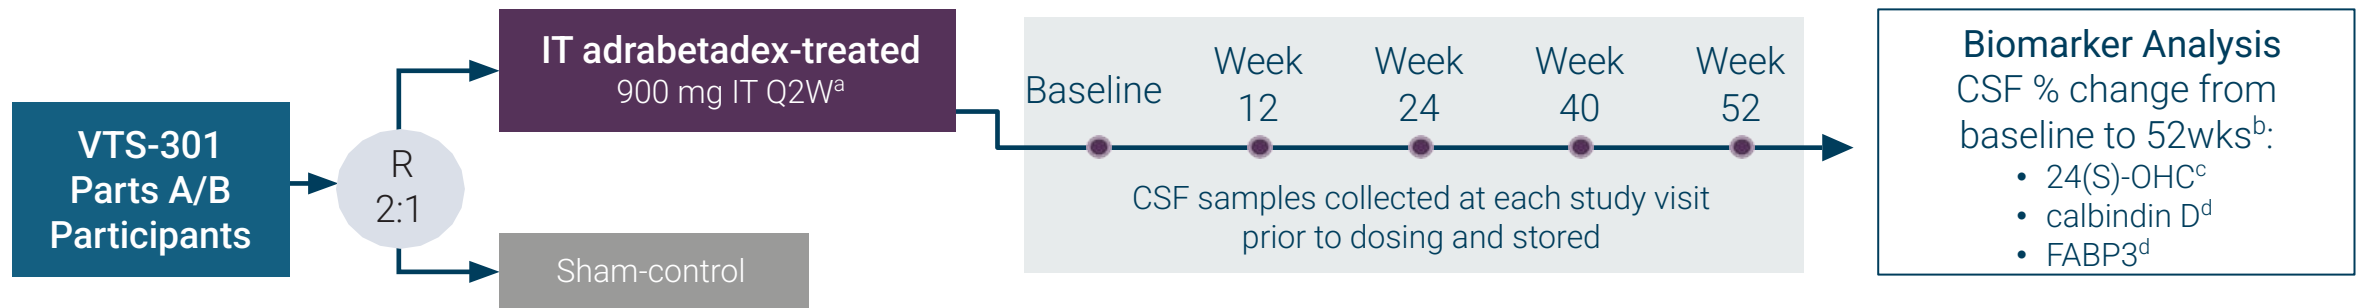 VTS-301
Parts A/B
Participants
R
2:1
IT adrabetadex-treated
900 mg IT Q2Wᵃ
Sham-control
Baseline
Week
12
Week
24
Week
40
Week
52
CSF samples collected at each study visit
prior to dosing and stored
Biomarker Analysis
CSF % change from
baseline to 52wksᵇ:
• 24(S)-OHCᶜ
• calbindin Dᵈ
• FABP3ᵈ